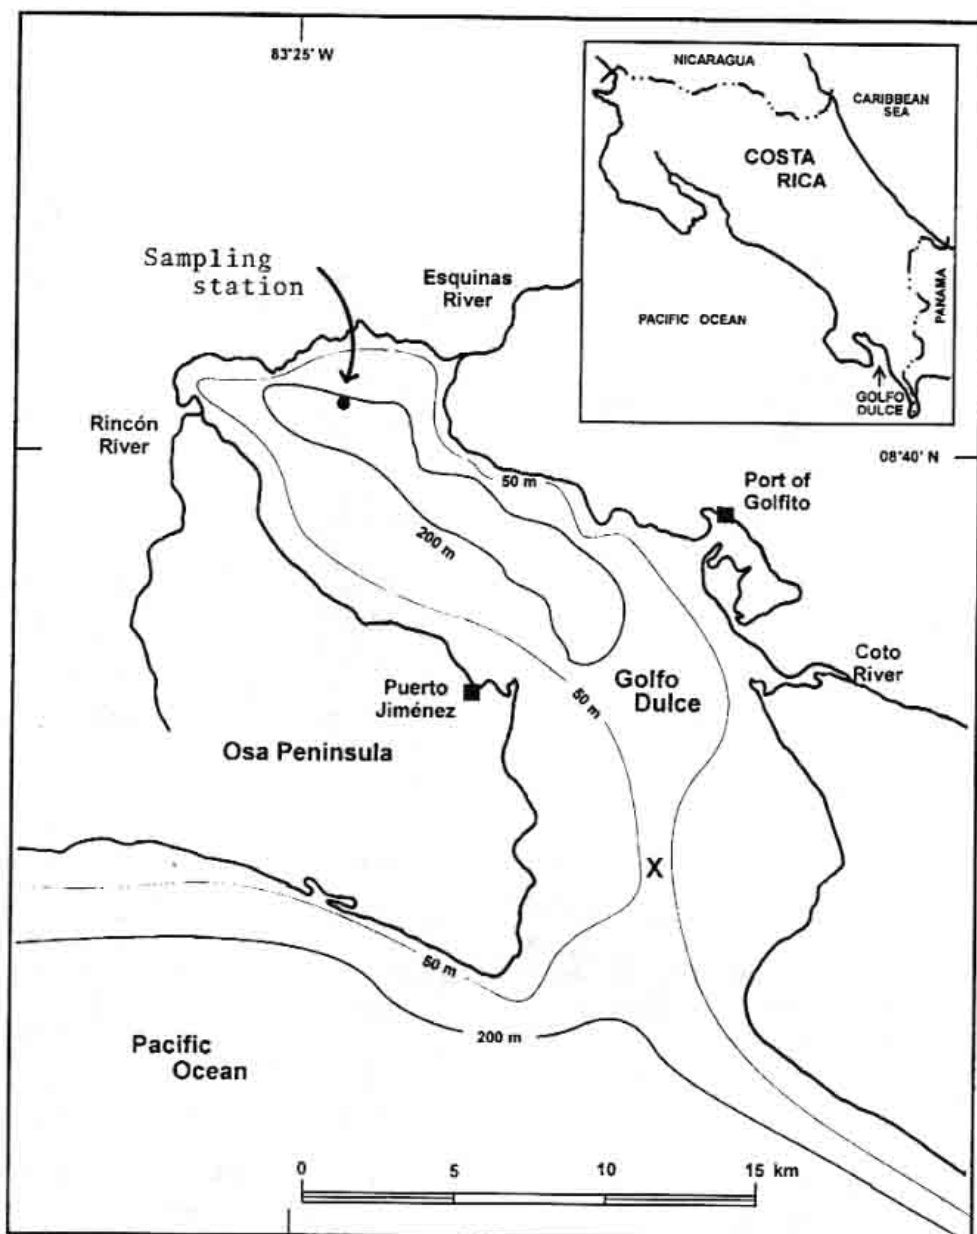 83°25' W
NICARAGUA
CARIBBEAN
SEA
COSTA
RICA
PANAMA
PACIFIC OCEAN
GOLFO
DULCE
Sampling
station
Esquinas
River
Rincón
River
08°40' N
50 m
Port of
Golfito
200 m
Coto
River
Golfo
Dulce
50 m
Puerto
Jiménez
Osa Peninsula
X
50 m
200 m
Pacific
Ocean
0 5 10 15 km